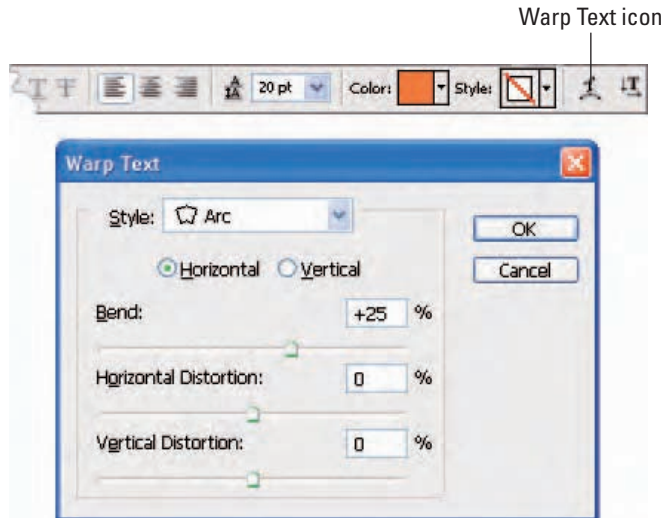 Warp Text icon
T T 20 pt Color: Style: T T
Warp Text
Style: Arc
Horizontal Vertical
Bend: +25 %
Horizontal Distortion: 0 %
Vertical Distortion: 0 %
OK
Cancel